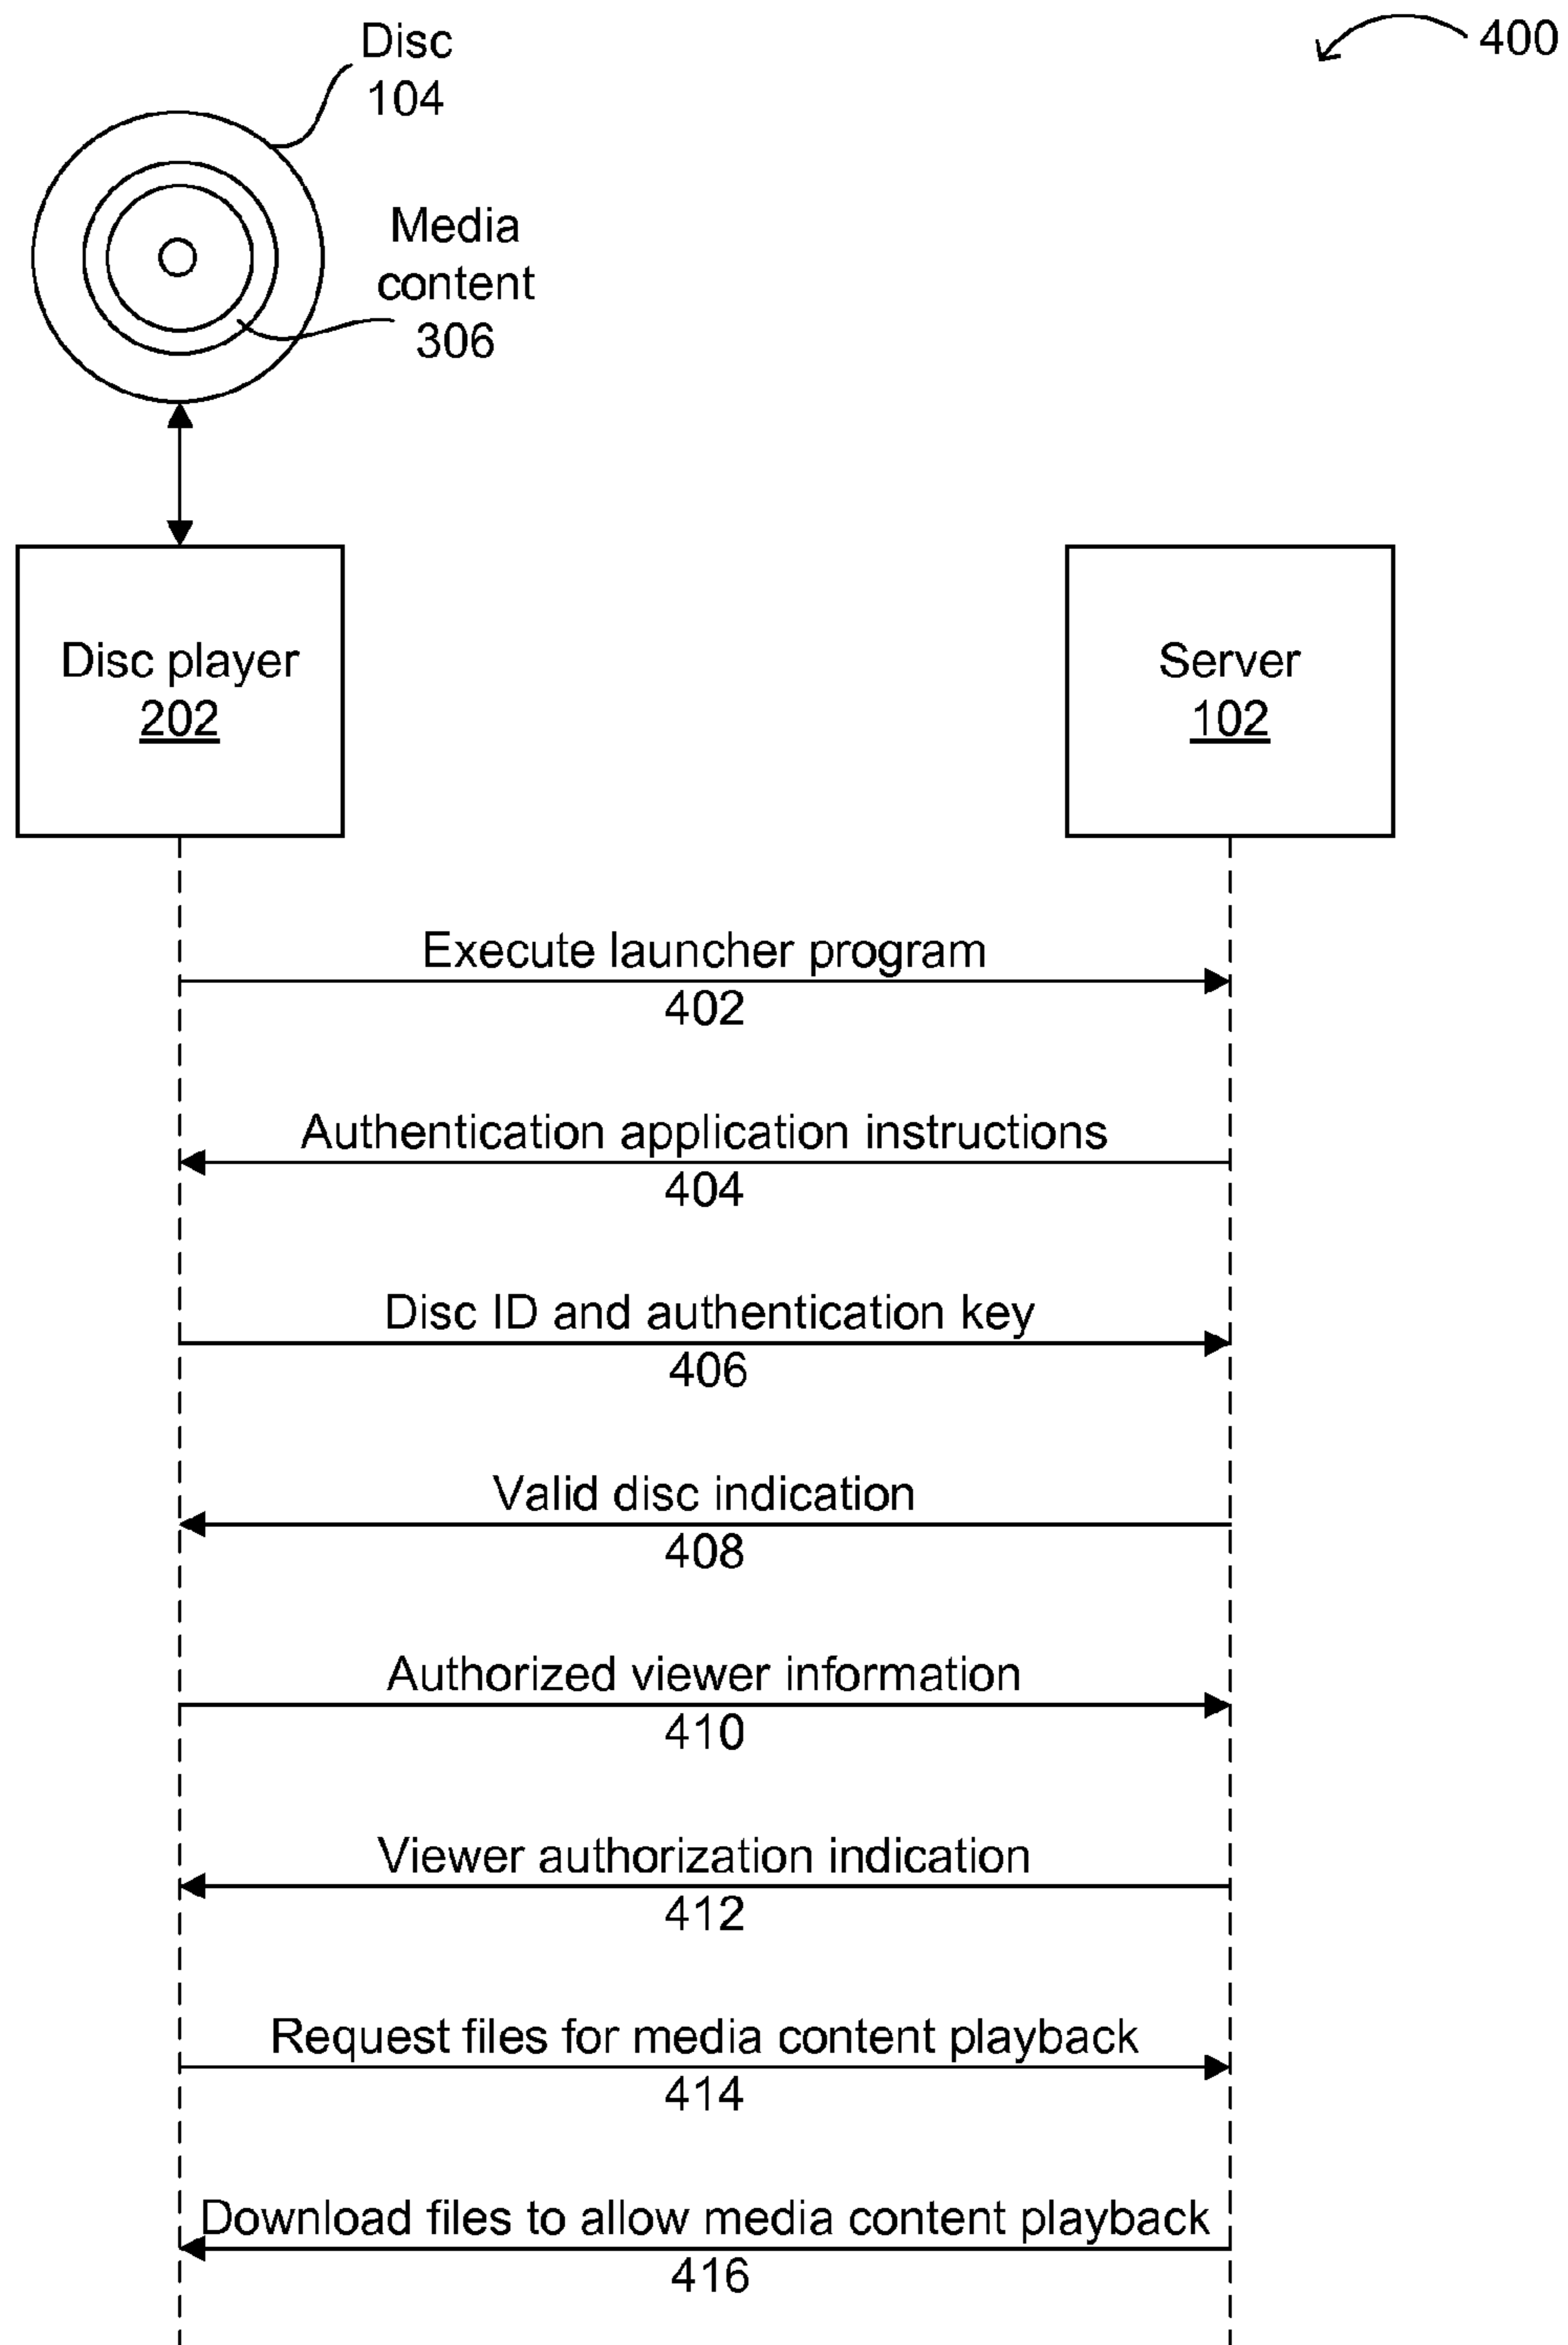 Disc
104
400
Media
content
306
Disc player
202
Server
102
Execute launcher program
402
Authentication application instructions
404
Disc ID and authentication key
406
Valid disc indication
408
Authorized viewer information
410
Viewer authorization indication
412
Request files for media content playback
414
Download files to allow media content playback
416